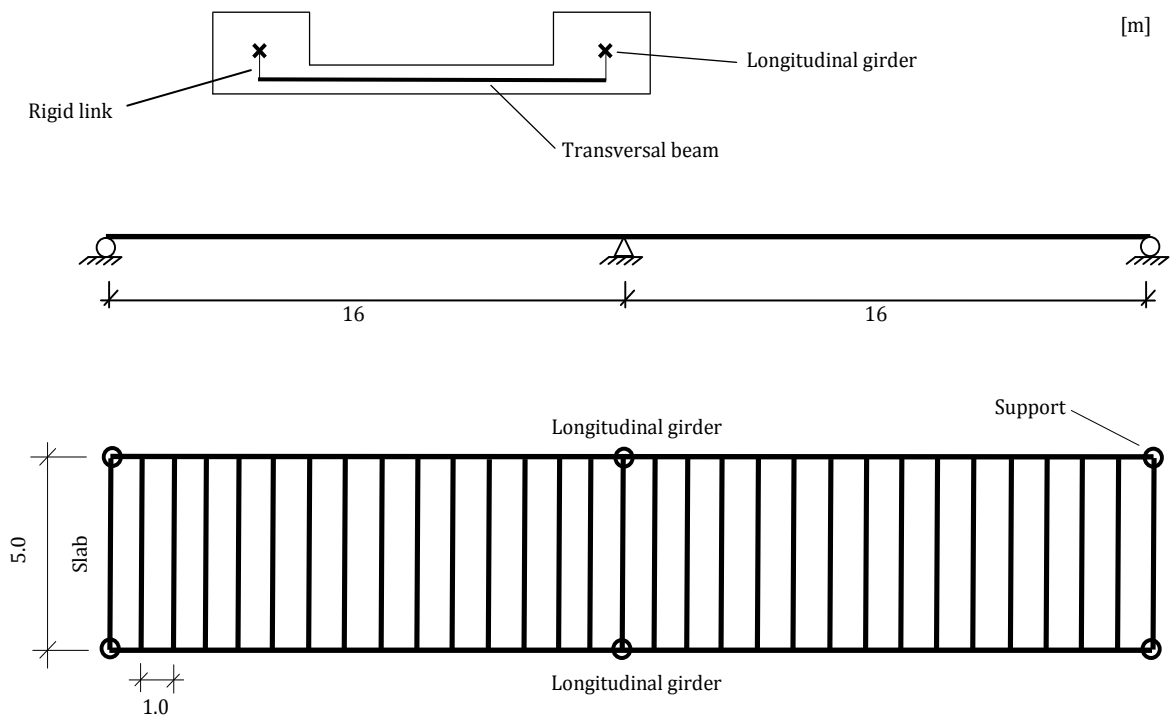 [m]
Longitudinal girder
Rigid link
Transversal beam
16
16
Support
Longitudinal girder
5.0
Slab
Longitudinal girder
1.0